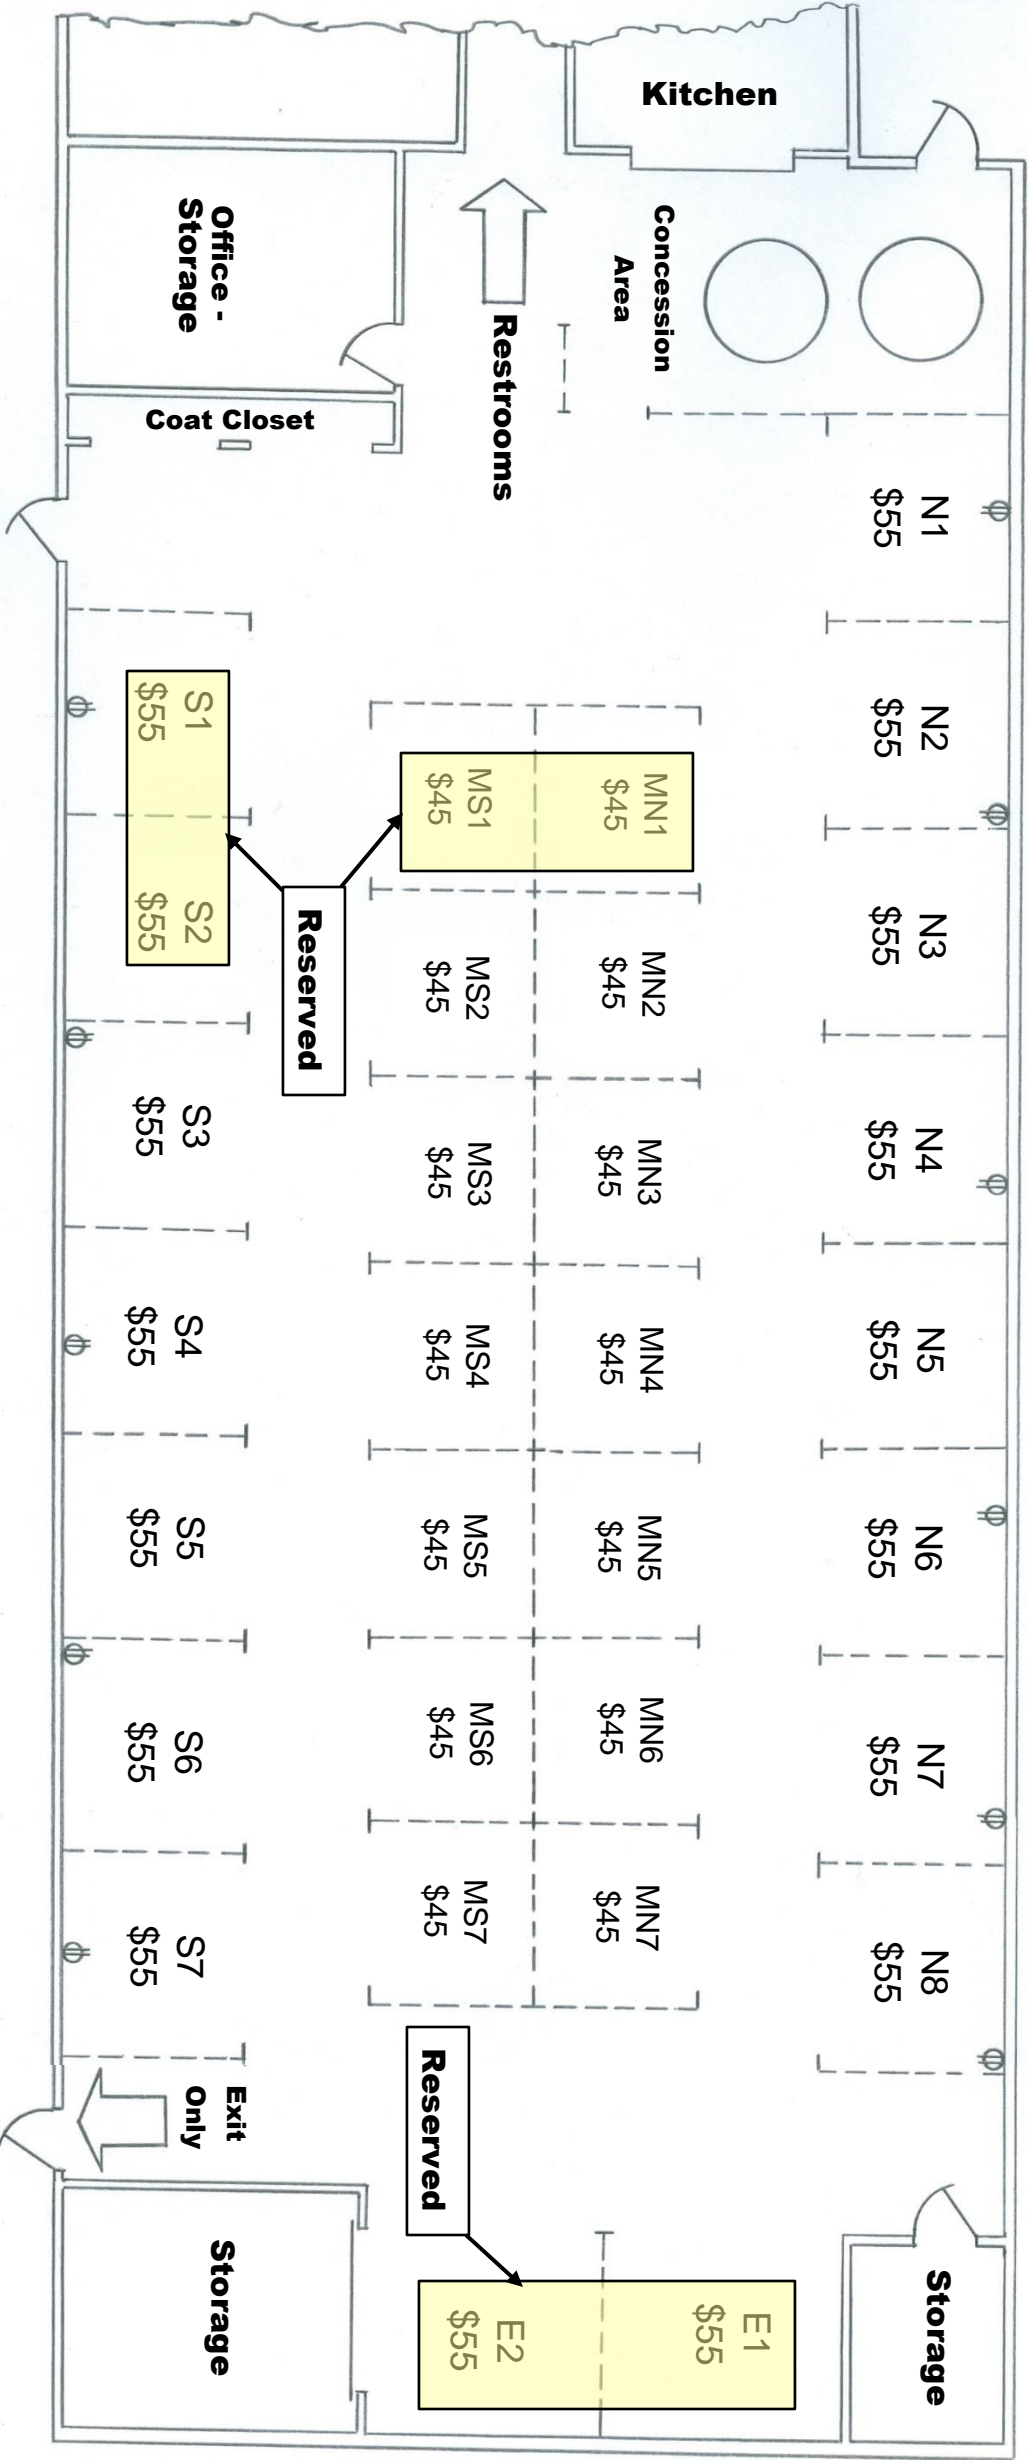 Kitchen
Office -
Storage
Concession
Area
Restrooms
Coat Closet
N1
$55
N2
$55
N3
$55
N4
$55
N5
$55
N6
$55
N7
$55
N8
$55
MN1
$45
MN2
$45
MN3
$45
MN4
$45
MN5
$45
MN6
$45
MN7
$45
MS1
$45
MS2
$45
MS3
$45
MS4
$45
MS5
$45
MS6
$45
MS7
$45
Reserved
S1
$55
S2
$55
S3
$55
S4
$55
S5
$55
S6
$55
S7
$55
Exit
Only
Reserved
E1
$55
E2
$55
Storage
Storage